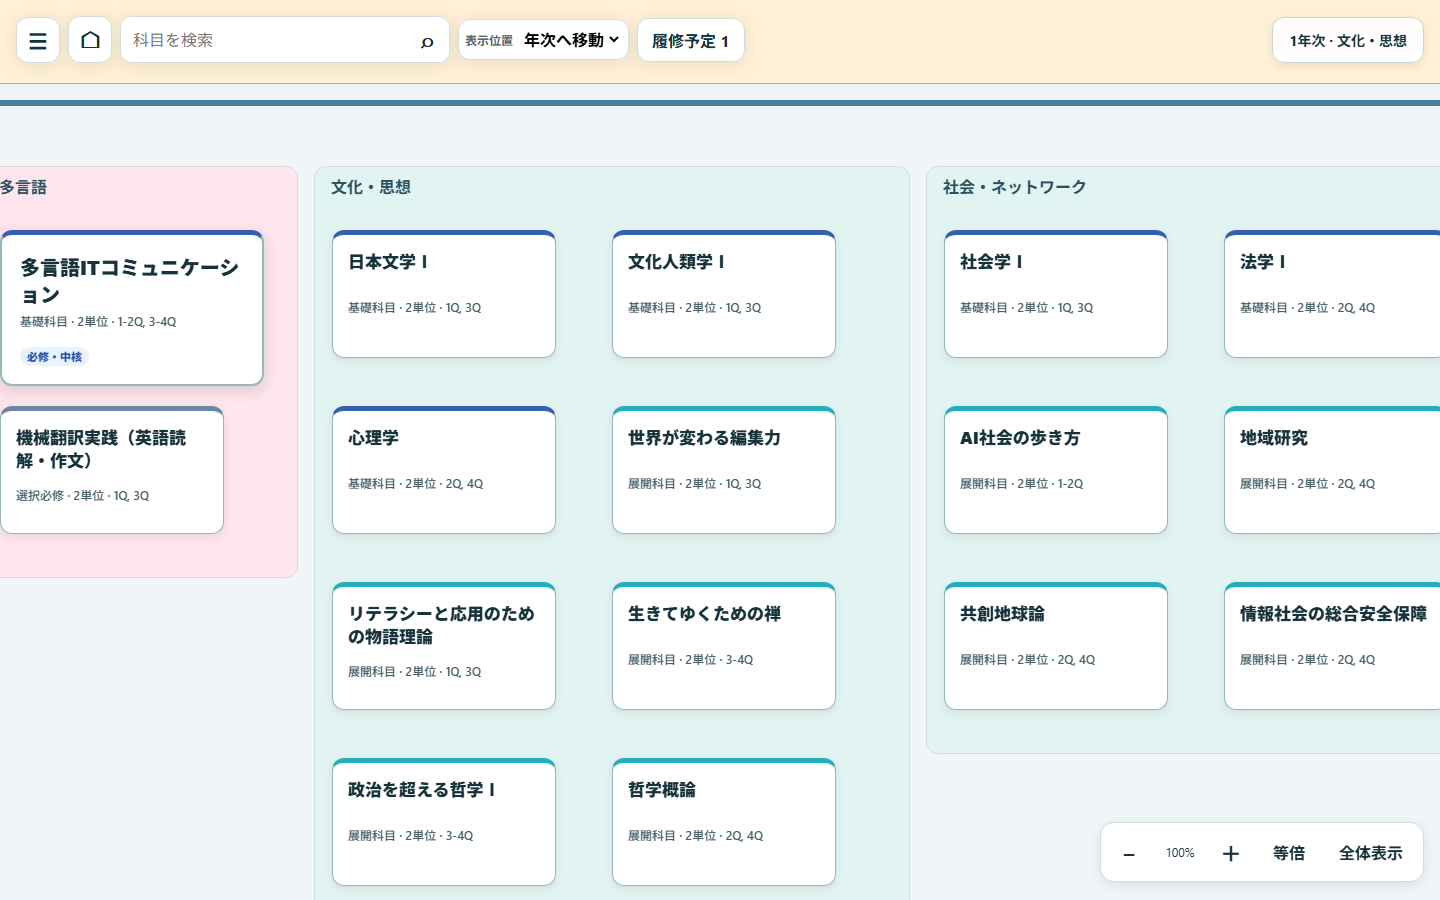 科目を検索
表示位置 年次へ移動
履修予定 1
1年次 · 文化・思想
多言語
多言語ITコミュニケーシ
ョン
基礎科目 · 2単位 · 1-2Q, 3-4Q
必修・中核
機械翻訳実践（英語読
解・作文）
選択必修 · 2単位 · 1Q, 3Q
文化・思想
日本文学 I
基礎科目 · 2単位 · 1Q, 3Q
文化人類学 I
基礎科目 · 2単位 · 1Q, 3Q
心理学
基礎科目 · 2単位 · 2Q, 4Q
世界が変わる編集力
展開科目 · 2単位 · 1Q, 3Q
リテラシーと応用のため
の物語理論
展開科目 · 2単位 · 1Q, 3Q
生きてゆくための禅
展開科目 · 2単位 · 3-4Q
政治を超える哲学 I
展開科目 · 2単位 · 3-4Q
哲学概論
展開科目 · 2単位 · 2Q, 4Q
社会・ネットワーク
社会学 I
基礎科目 · 2単位 · 1Q, 3Q
法学 I
基礎科目 · 2単位 · 2Q, 4Q
AI社会の歩き方
展開科目 · 2単位 · 1-2Q
地域研究
展開科目 · 2単位 · 2Q, 4Q
共創地球論
展開科目 · 2単位 · 2Q, 4Q
情報社会の総合安全保障
展開科目 · 2単位 · 2Q, 4Q
− 100% + 等倍 全体表示